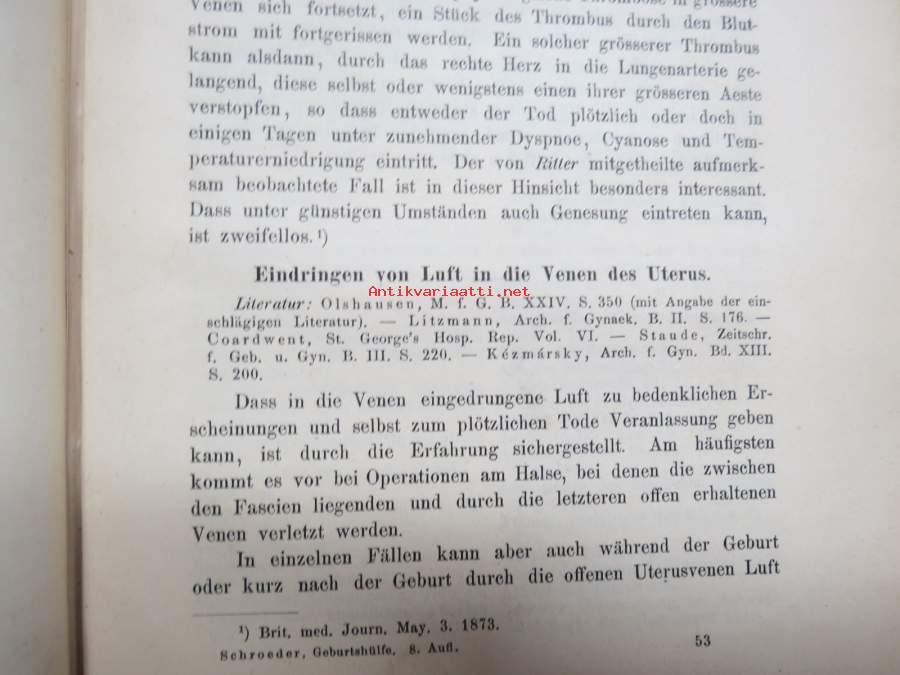 Venen sich fortsetzt, ein Stück des Thrombus durch den Blut-
strom mit fortgerissen werden. Ein solcher grösserer Thrombus
kann alsdann, durch das rechte Herz in die Lungenarterie ge-
langend, diese selbst oder wenigstens einen ihrer grösseren Aeste
verstopfen, so dass entweder der Tod plötzlich oder doch in
einigen Tagen unter zunehmender Dyspnoe, Cyanose und Tem-
peraturerniedrigung eintritt. Der von Ritter mitgetheilte aufmerk-
sam beobachtete Fall ist in dieser Hinsicht besonders interessant.
Dass unter günstigen Umständen auch Genesung eintreten kann,
ist zweifellos.¹)
Eindringen von Luft in die Venen des Uterus.
Antikvariaatti.net
Literatur: Olshausen, M. f. G. B. XXIV. S. 350 (mit Angabe der ein-
schlägigen Literatur). — Litzmann, Arch. f. Gynaek. B. II. S. 176. —
Coardwent, St. George's Hosp. Rep. Vol. VI. — Staude, Zeitschr.
f. Geb. u. Gyn. B. III. S. 220. — Kézmársky, Arch. f. Gyn. Bd. XIII.
S. 200.
Dass in die Venen eingedrungene Luft zu bedenklichen Er-
scheinungen und selbst zum plötzlichen Tode Veranlassung geben
kann, ist durch die Erfahrung sichergestellt. Am häufigsten
kommt es vor bei Operationen am Halse, bei denen die zwischen
den Fascien liegenden und durch die letzteren offen erhaltenen
Venen verletzt werden.
In einzelnen Fällen kann aber auch während der Geburt
oder kurz nach der Geburt durch die offenen Uterusvenen Luft
¹) Brit. med. Journ. May. 3. 1873.
Schroeder, Geburtshülfe. 8. Aufl.
53